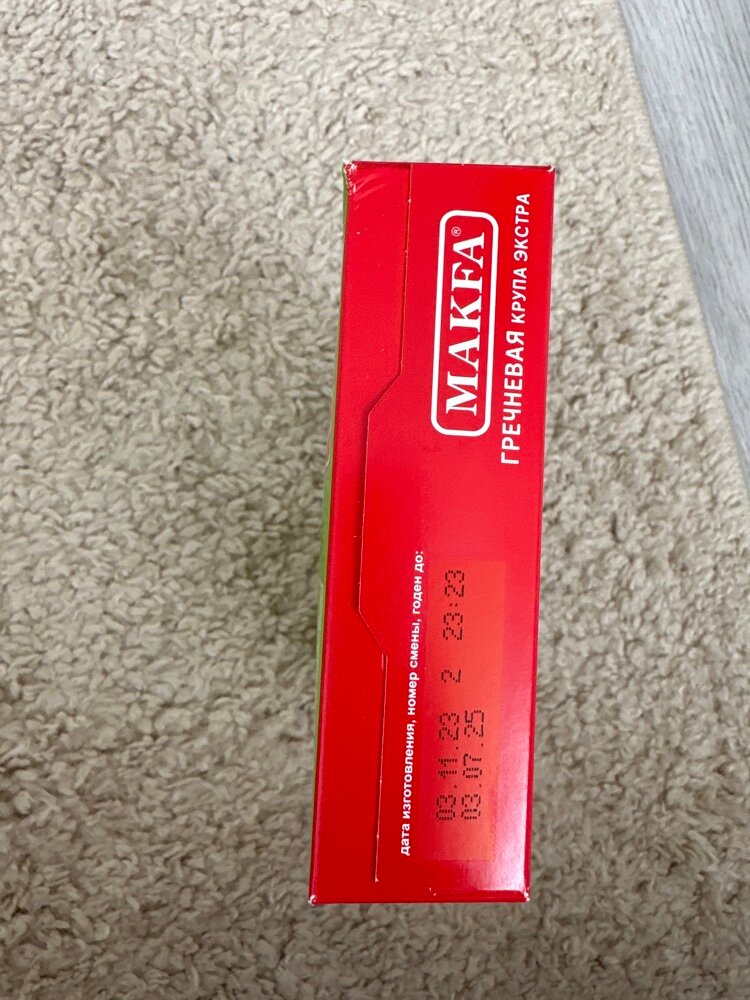 MAKFA®
ГРЕЧНЕВАЯ КРУПА ЭКСТРА
дата изготовления, номер смены, годен до:
03.11.23 2 23:23
03.07.25